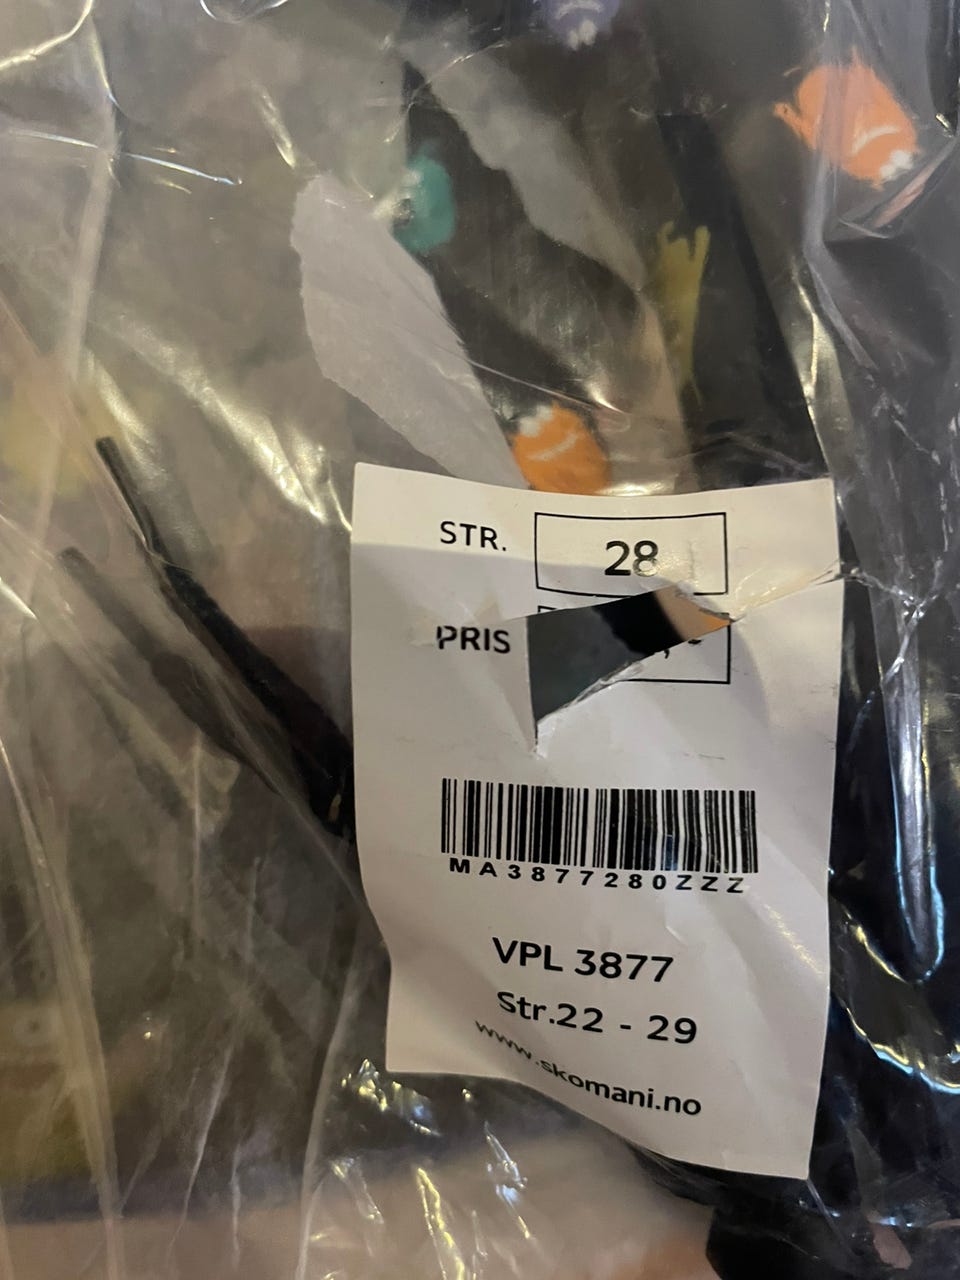 STR. 28
PRIS
MA3877280ZZZ
VPL 3877
Str.22 - 29
www.skomani.no